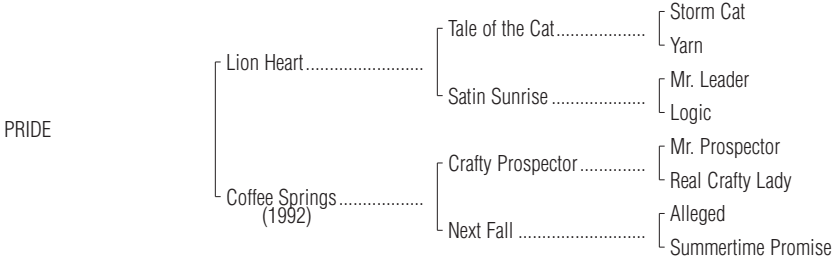 Storm Cat
Tale of the Cat...................
Yarn
Lion Heart.........................
Mr. Leader
Satin Sunrise ....................
Logic
PRIDE
Mr. Prospector
Crafty Prospector..............
Real Crafty Lady
Coffee Springs..................
(1992)
Alleged
Next Fall ...........................
Summertime Promise